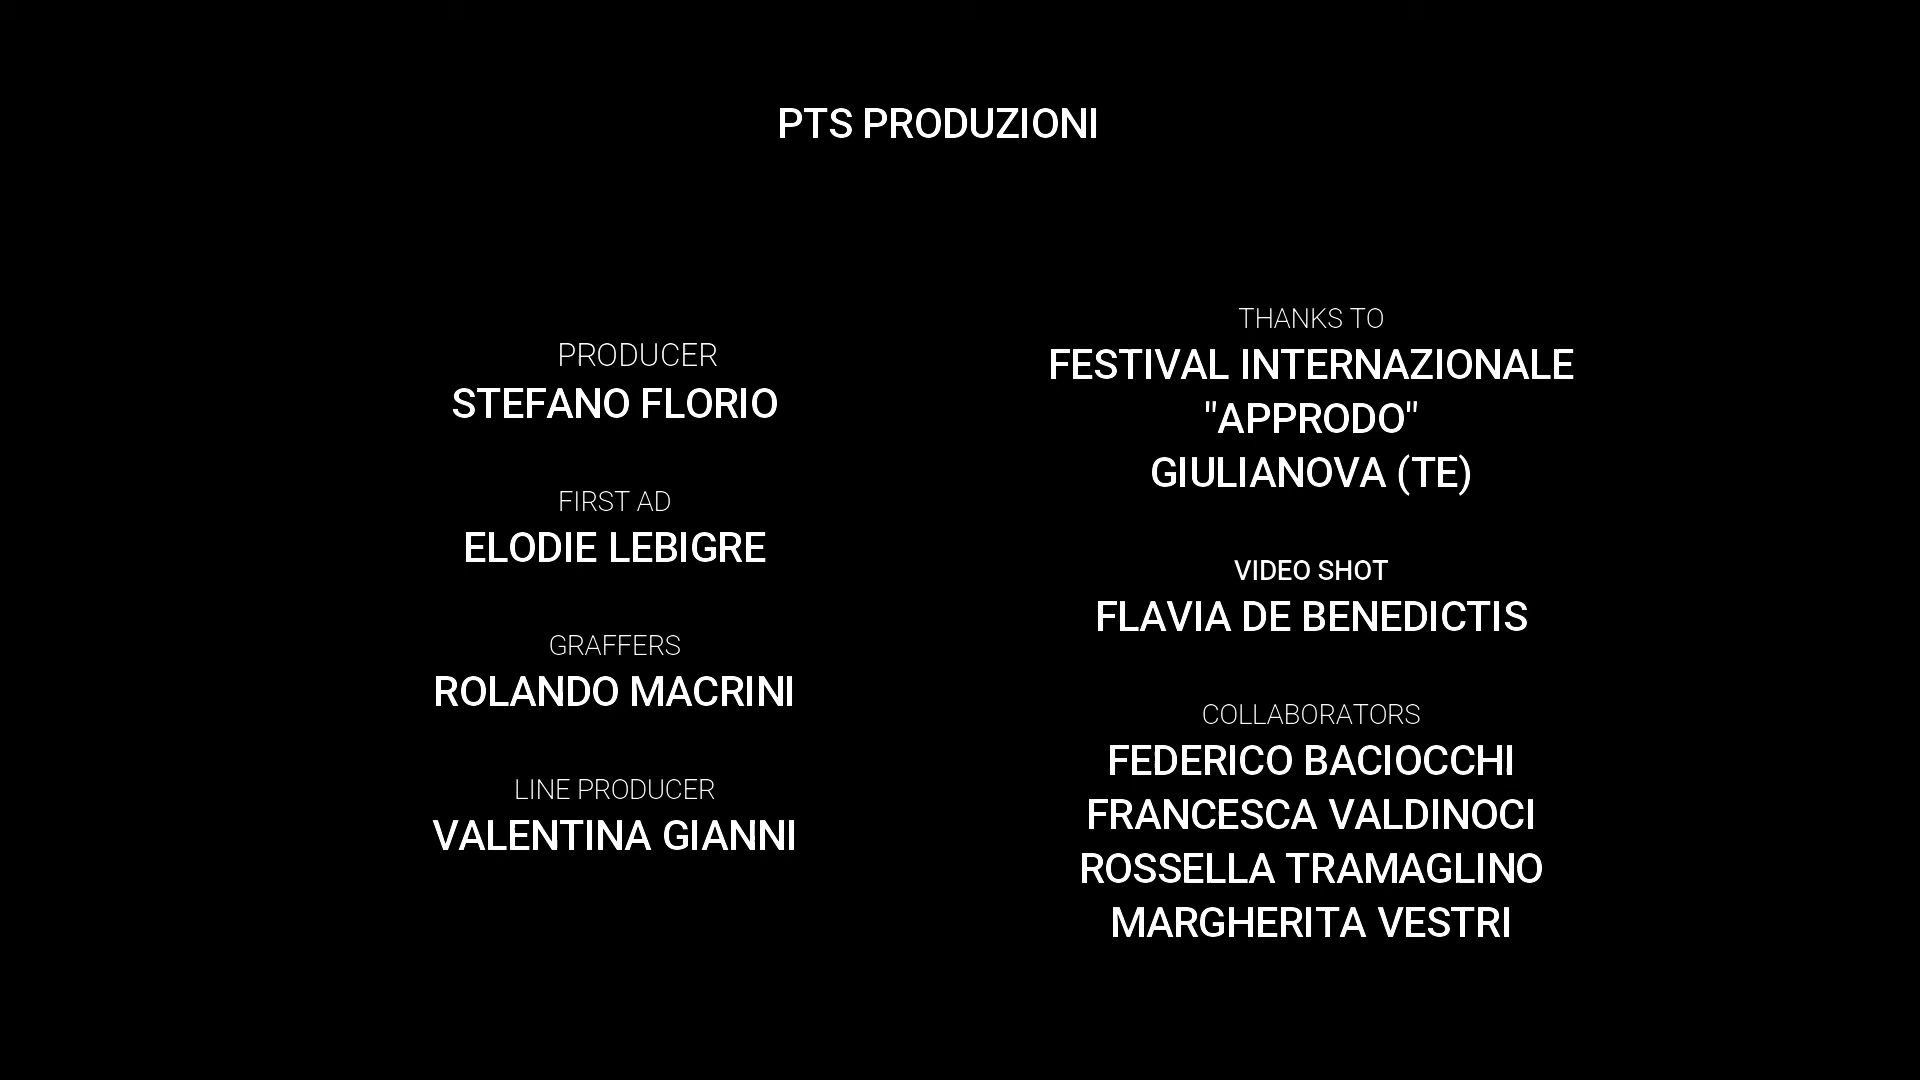 PTS PRODUZIONI
PRODUCER
STEFANO FLORIO
FIRST AD
ELODIE LEBIGRE
GRAFFERS
ROLANDO MACRINI
LINE PRODUCER
VALENTINA GIANNI
THANKS TO
FESTIVAL INTERNAZIONALE
"APPRODO"
GIULIANOVA (TE)
VIDEO SHOT
FLAVIA DE BENEDICTIS
COLLABORATORS
FEDERICO BACIOCCHI
FRANCESCA VALDINOCI
ROSSELLA TRAMAGLINO
MARGHERITA VESTRI